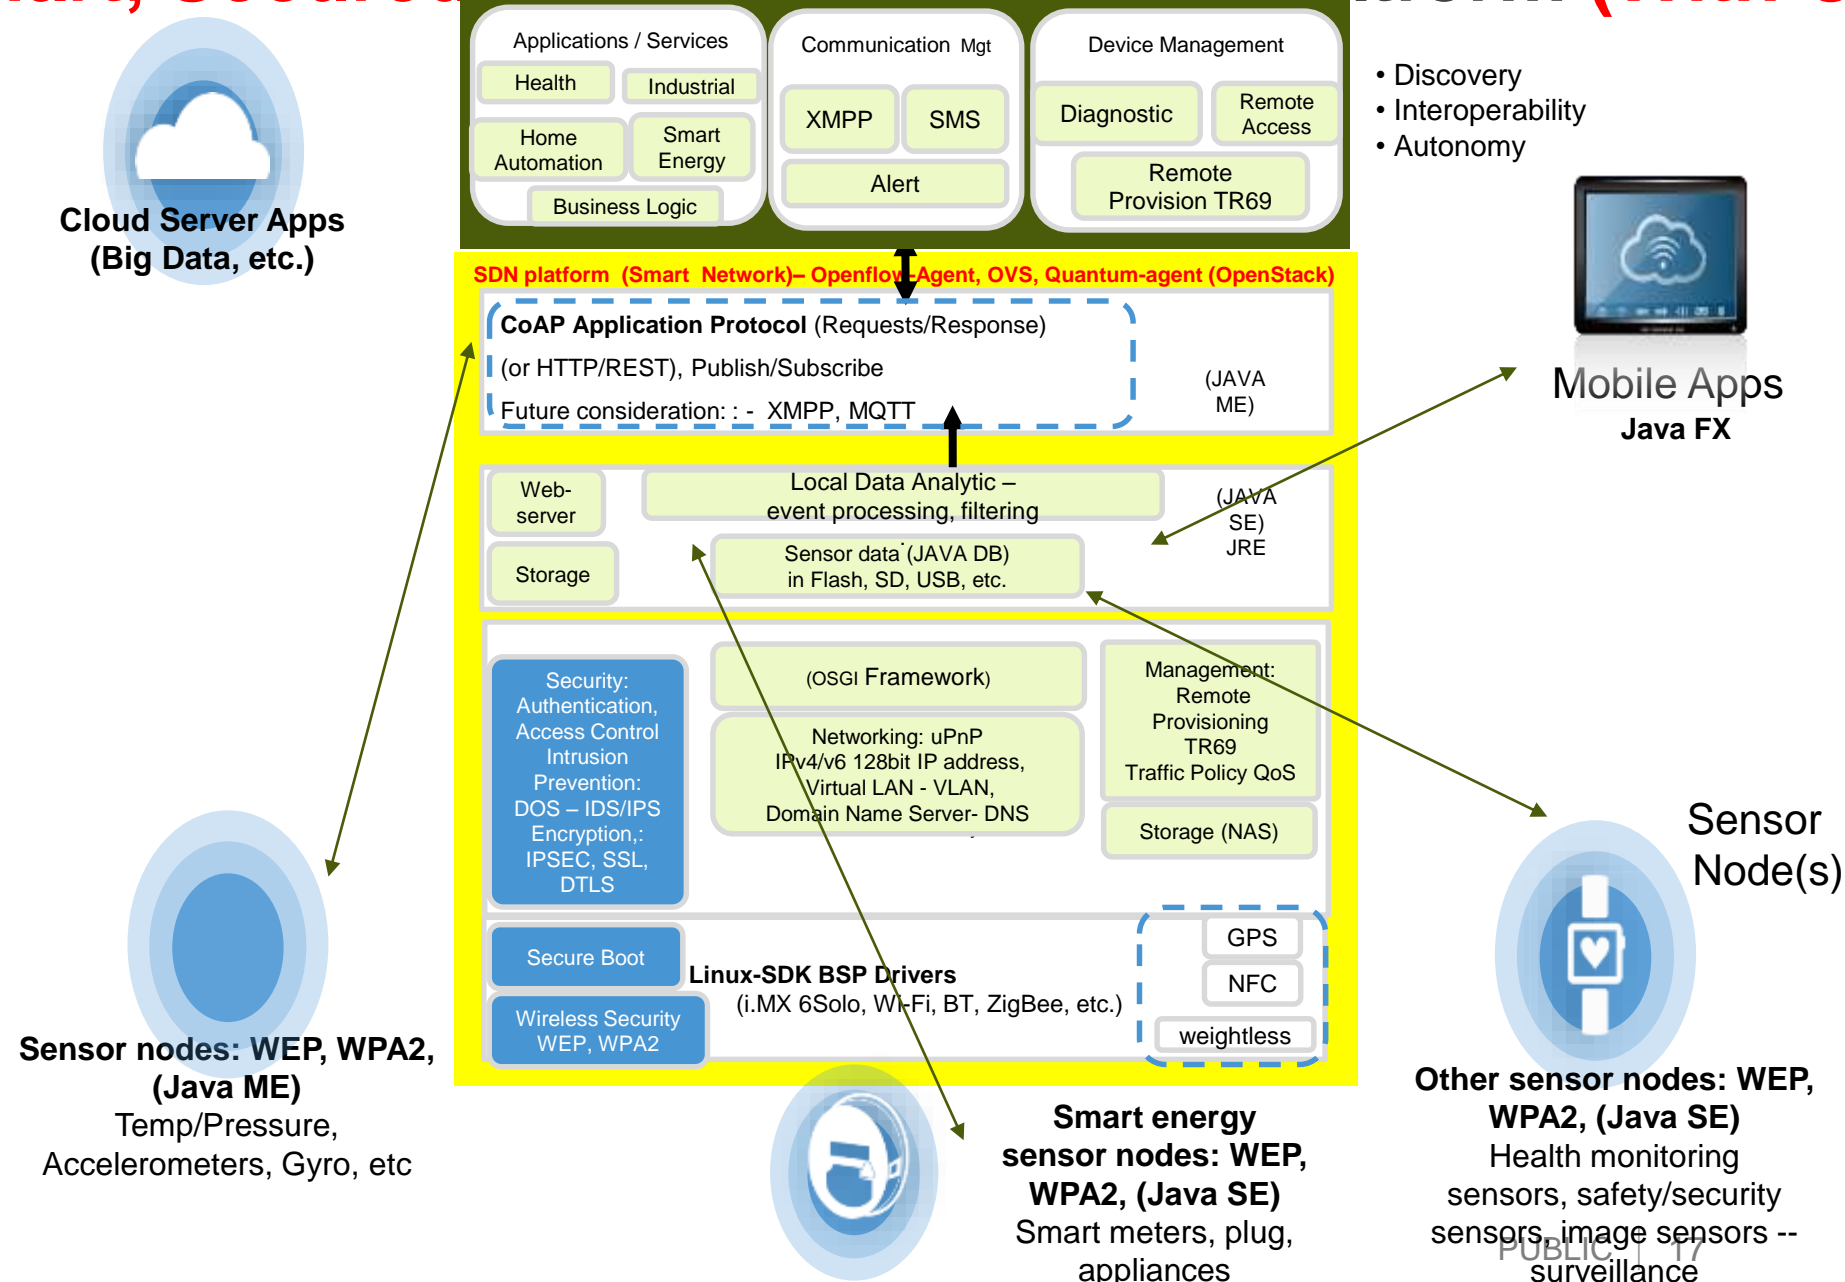 Cloud Server Apps
(Big Data, etc.)
Applications / Services
Health
Industrial
Home
Automation
Smart
Energy
Business Logic
Communication Mgt
XMPP
SMS
Alert
Device Management
Diagnostic
Remote
Access
Remote
Provision TR69
• Discovery
• Interoperability
• Autonomy
SDN platform (Smart Network)– Openflow-Agent, OVS, Quantum-agent (OpenStack)
CoAP Application Protocol (Requests/Response)
(or HTTP/REST), Publish/Subscribe
Future consideration: : - XMPP, MQTT
(JAVA
ME)
Mobile Apps
Java FX
Web-
server
Storage
Local Data Analytic –
event processing, filtering
Sensor data (JAVA DB)
in Flash, SD, USB, etc.
(JAVA
SE)
JRE
Security:
Authentication,
Access Control
Intrusion
Prevention:
DOS – IDS/IPS
Encryption,:
IPSEC, SSL,
DTLS
(OSGI Framework)
Networking: uPnP
IPv4/v6 128bit IP address,
Virtual LAN - VLAN,
Domain Name Server- DNS
Management:
Remote
Provisioning
TR69
Traffic Policy QoS
Storage (NAS)
Secure Boot
Wireless Security
WEP, WPA2
Linux-SDK BSP Drivers
(i.MX 6Solo, Wi-Fi, BT, ZigBee, etc.)
GPS
NFC
weightless
Sensor
Node(s)
Sensor nodes: WEP, WPA2,
(Java ME)
Temp/Pressure,
Accelerometers, Gyro, etc
Smart energy
sensor nodes: WEP,
WPA2, (Java SE)
Smart meters, plug,
appliances
Other sensor nodes: WEP,
WPA2, (Java SE)
Health monitoring
sensors, safety/security
sensors, image sensors --
surveillance
PUBLIC | 17